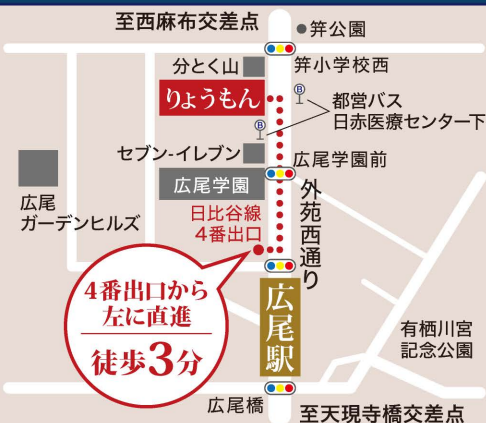 至西麻布交差点
笄公園
分とく山
笄小学校西
りょうもん
B
都営バス
日赤医療センター下
B
セブン-イレブン
広尾学園前
広尾学園
広尾
ガーデンヒルズ
日比谷線
4番出口
外苑西通り
4番出口から
左に直進
徒歩3分
広尾駅
有栖川宮
記念公園
広尾橋
至天現寺橋交差点